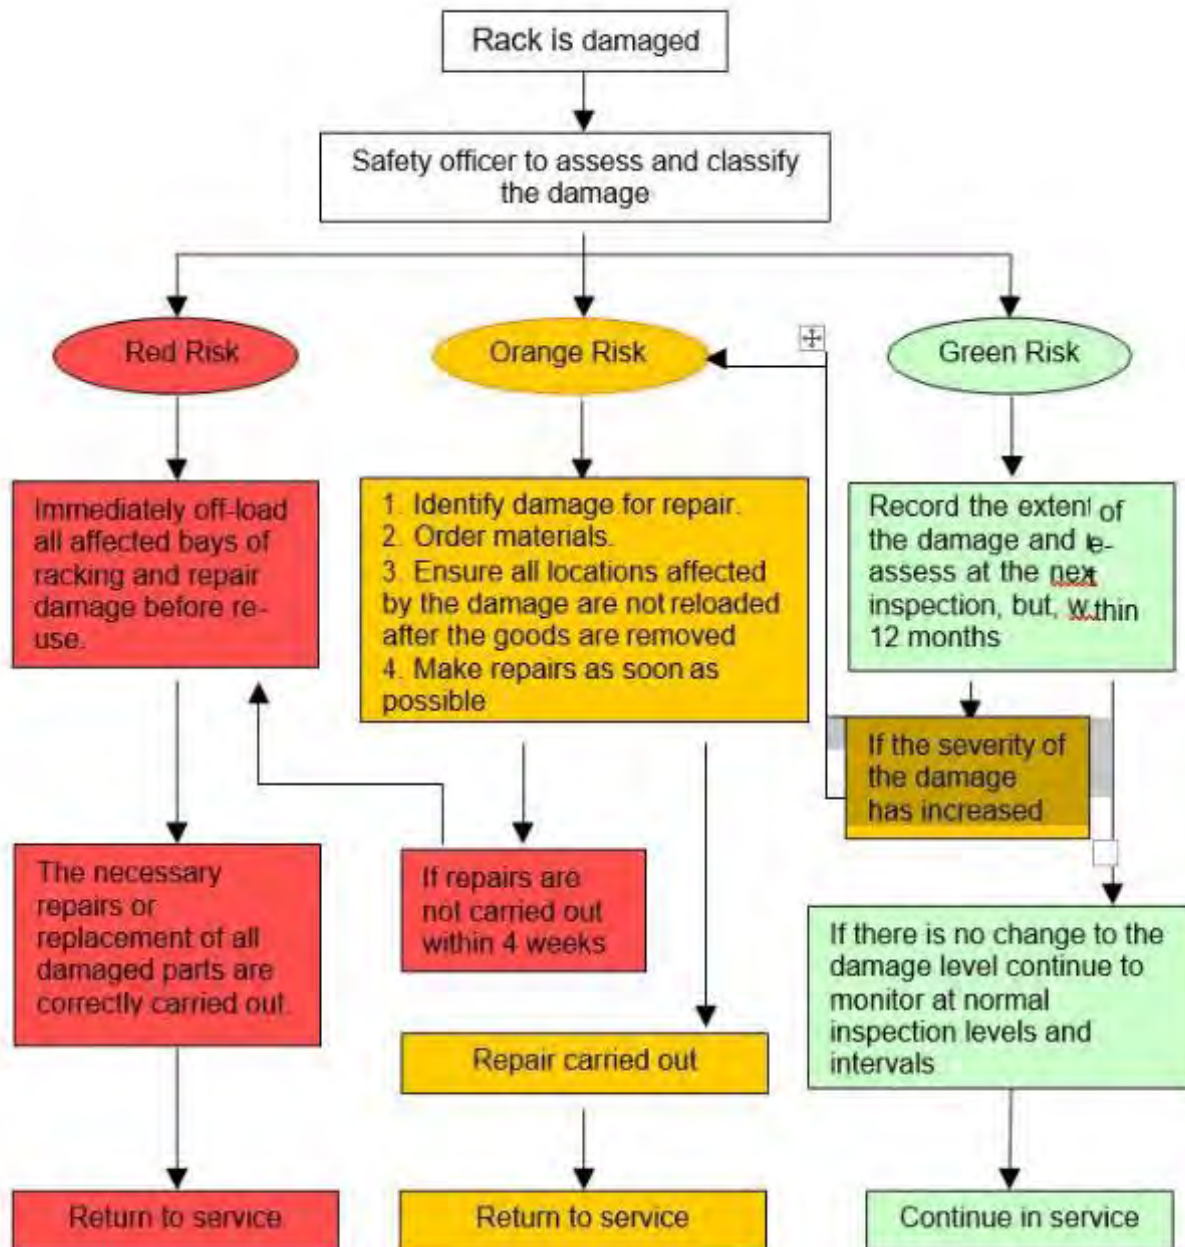 Rack is damaged
Safety officer to assess and classify
the damage
Red Risk
Orange Risk
Green Risk
Immediately off-load
all affected bays of
racking and repair
damage before re-
use.
1. Identify damage for repair.
2. Order materials.
3. Ensure all locations affected
by the damage are not reloaded
after the goods are removed
4. Make repairs as soon as
possible
Record the extent of
the damage and re-
assess at the next
inspection, but, within
12 months
If the severity of
the damage
has increased
The necessary
repairs or
replacement of all
damaged parts are
correctly carried out.
If repairs are
not carried out
within 4 weeks
If there is no change to the
damage level continue to
monitor at normal
inspection levels and
intervals
Repair carried out
Return to service
Return to service
Continue in service